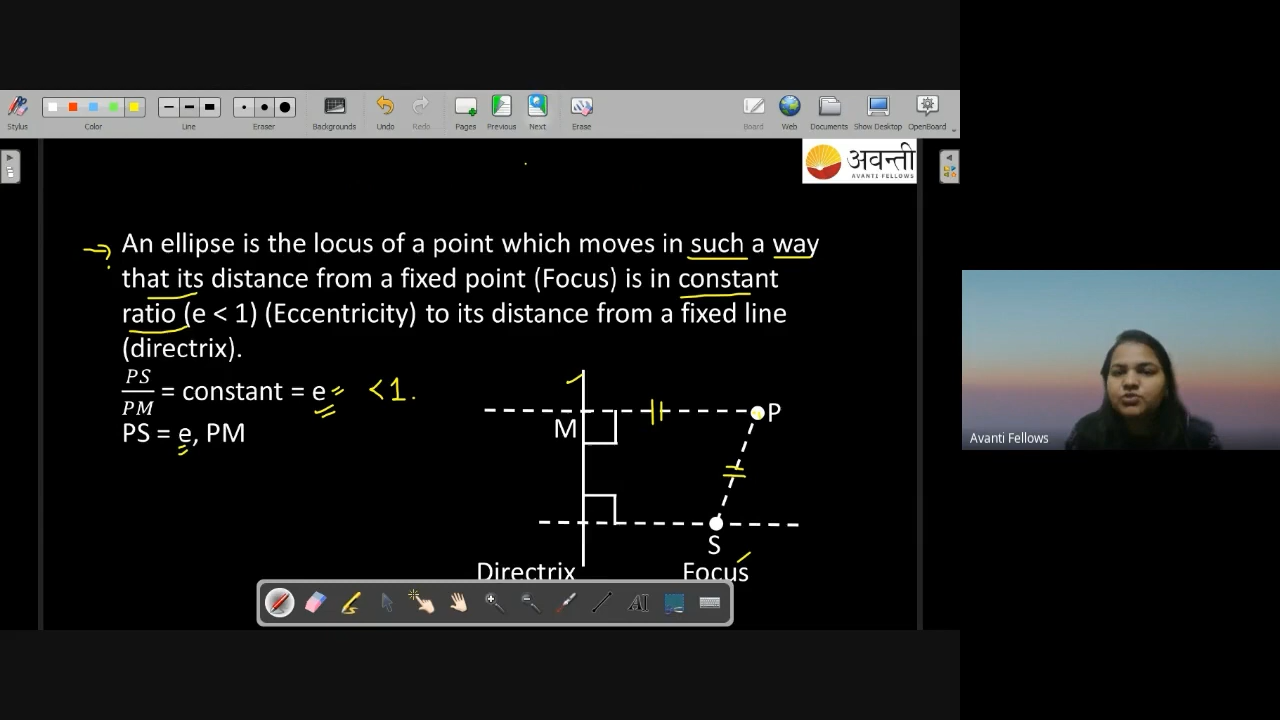 Stylus
Color
Line
Eraser
Backgrounds
Undo
Redo
Pages
Previous
Next
Erase
Board
Web
Documents
Show Desktop
OpenBoard
अवन्ती
AVANTI FELLOWS
An ellipse is the locus of a point which moves in such a way
that its distance from a fixed point (Focus) is in constant
ratio (e < 1) (Eccentricity) to its distance from a fixed line
(directrix).
PS/PM = constant = e = <1.
PS = e, PM
M
P
S
Directrix
Focus
AI
Avanti Fellows